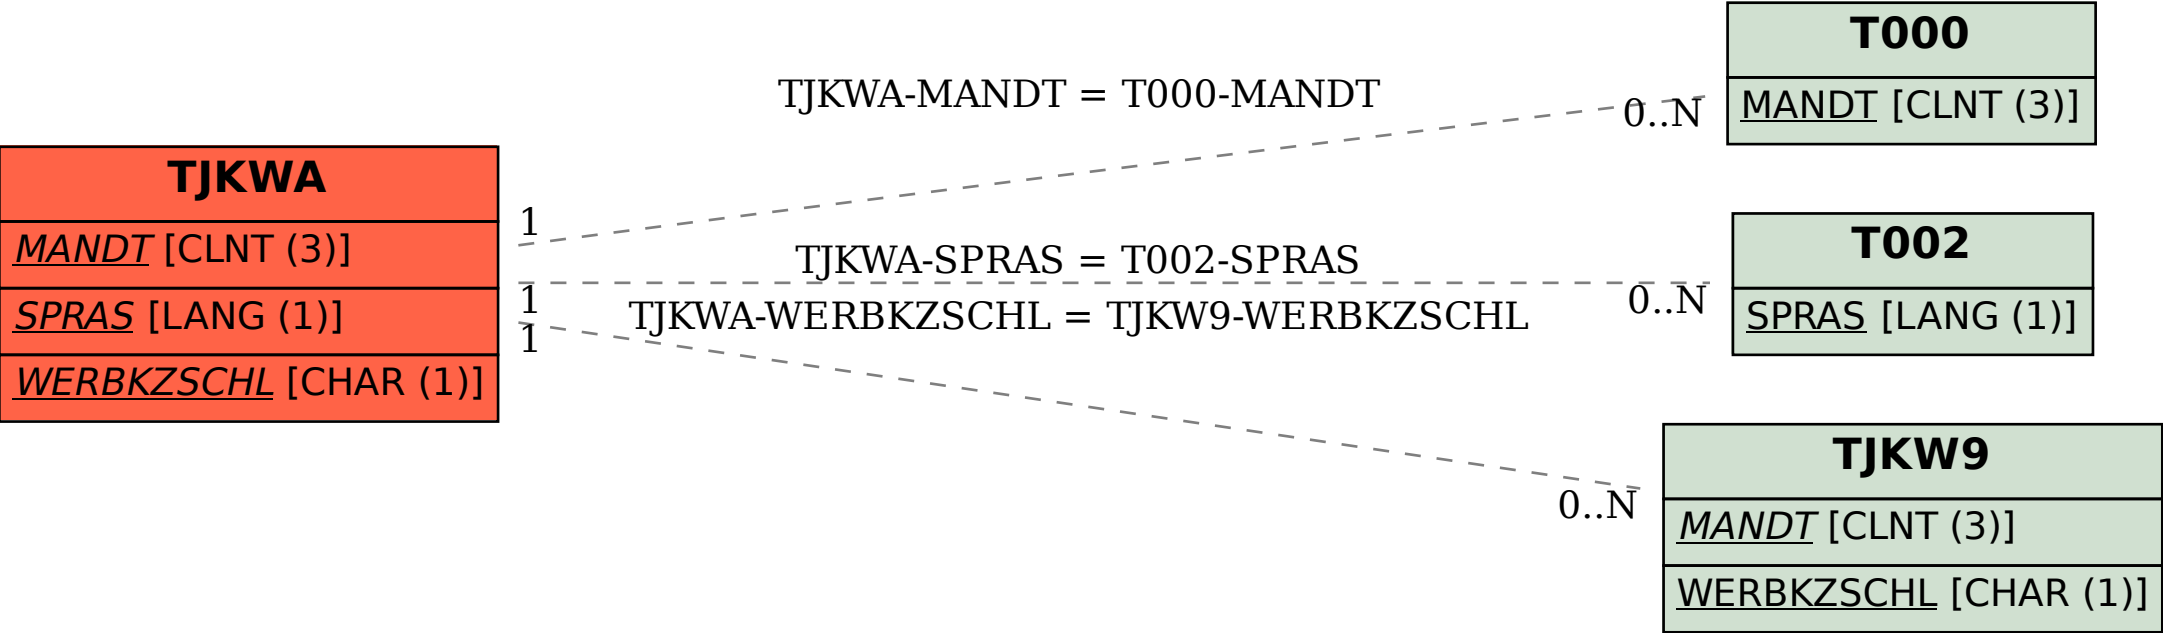 TJKWA
MANDT [CLNT (3)]
SPRAS [LANG (1)]
WERBKZSCHL [CHAR (1)]
TJKWA-MANDT = T000-MANDT
1
0..N
TJKWA-SPRAS = T002-SPRAS
1
0..N
TJKWA-WERBKZSCHL = TJKW9-WERBKZSCHL
1
0..N
T000
MANDT [CLNT (3)]
T002
SPRAS [LANG (1)]
TJKW9
MANDT [CLNT (3)]
WERBKZSCHL [CHAR (1)]